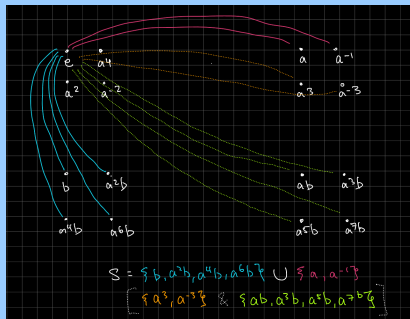 e a4 a a⁻¹
a² a⁻² a³ a⁻³
b a²b ab a³b
a⁴b a⁶b a⁵b a⁷b
S = {b, a²b, a⁴b, a⁶b} ∪ {a, a⁻¹}
[{a³, a⁻³} & {ab, a³b, a⁵b, a⁷b}]